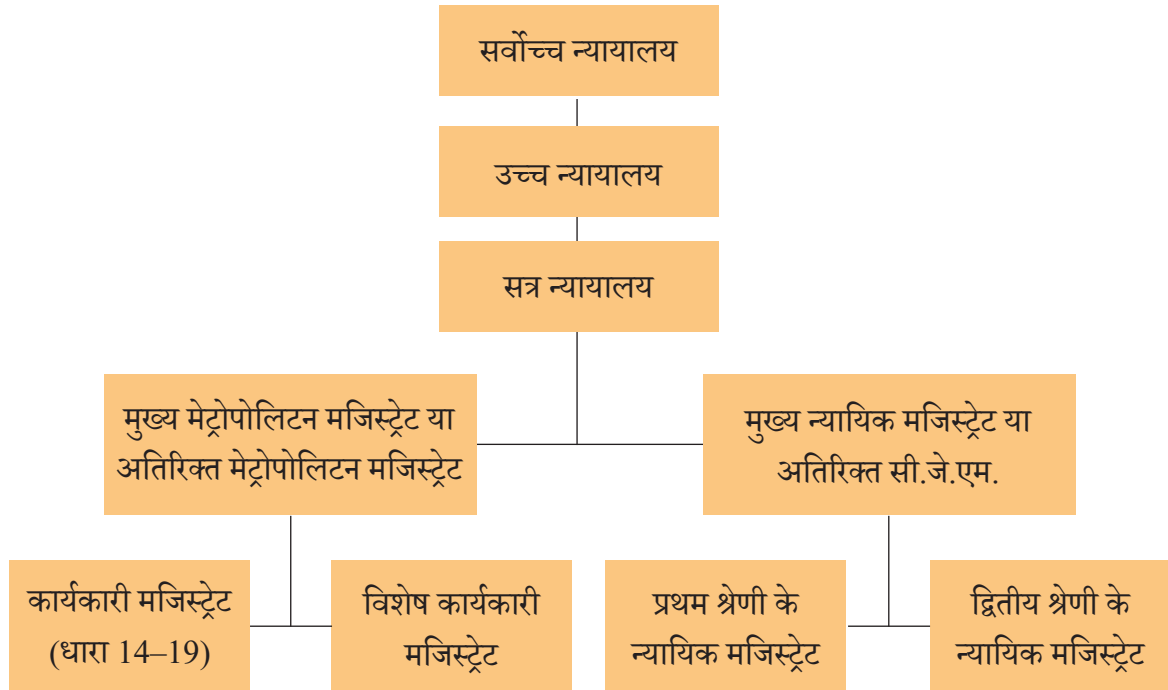 सर्वोच्च न्यायालय
उच्च न्यायालय
सत्र न्यायालय
मुख्य मेट्रोपोलिटन मजिस्ट्रेट या
अतिरिक्त मेट्रोपोलिटन मजिस्ट्रेट
मुख्य न्यायिक मजिस्ट्रेट या
अतिरिक्त सी.जे.एम.
कार्यकारी मजिस्ट्रेट
(धारा 14–19)
विशेष कार्यकारी
मजिस्ट्रेट
प्रथम श्रेणी के
न्यायिक मजिस्ट्रेट
द्वितीय श्रेणी के
न्यायिक मजिस्ट्रेट